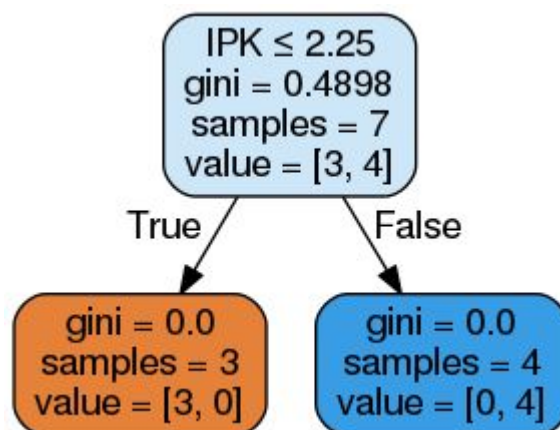 IPK ≤ 2.25
gini = 0.4898
samples = 7
value = [3, 4]
True
False
gini = 0.0
samples = 3
value = [3, 0]
gini = 0.0
samples = 4
value = [0, 4]